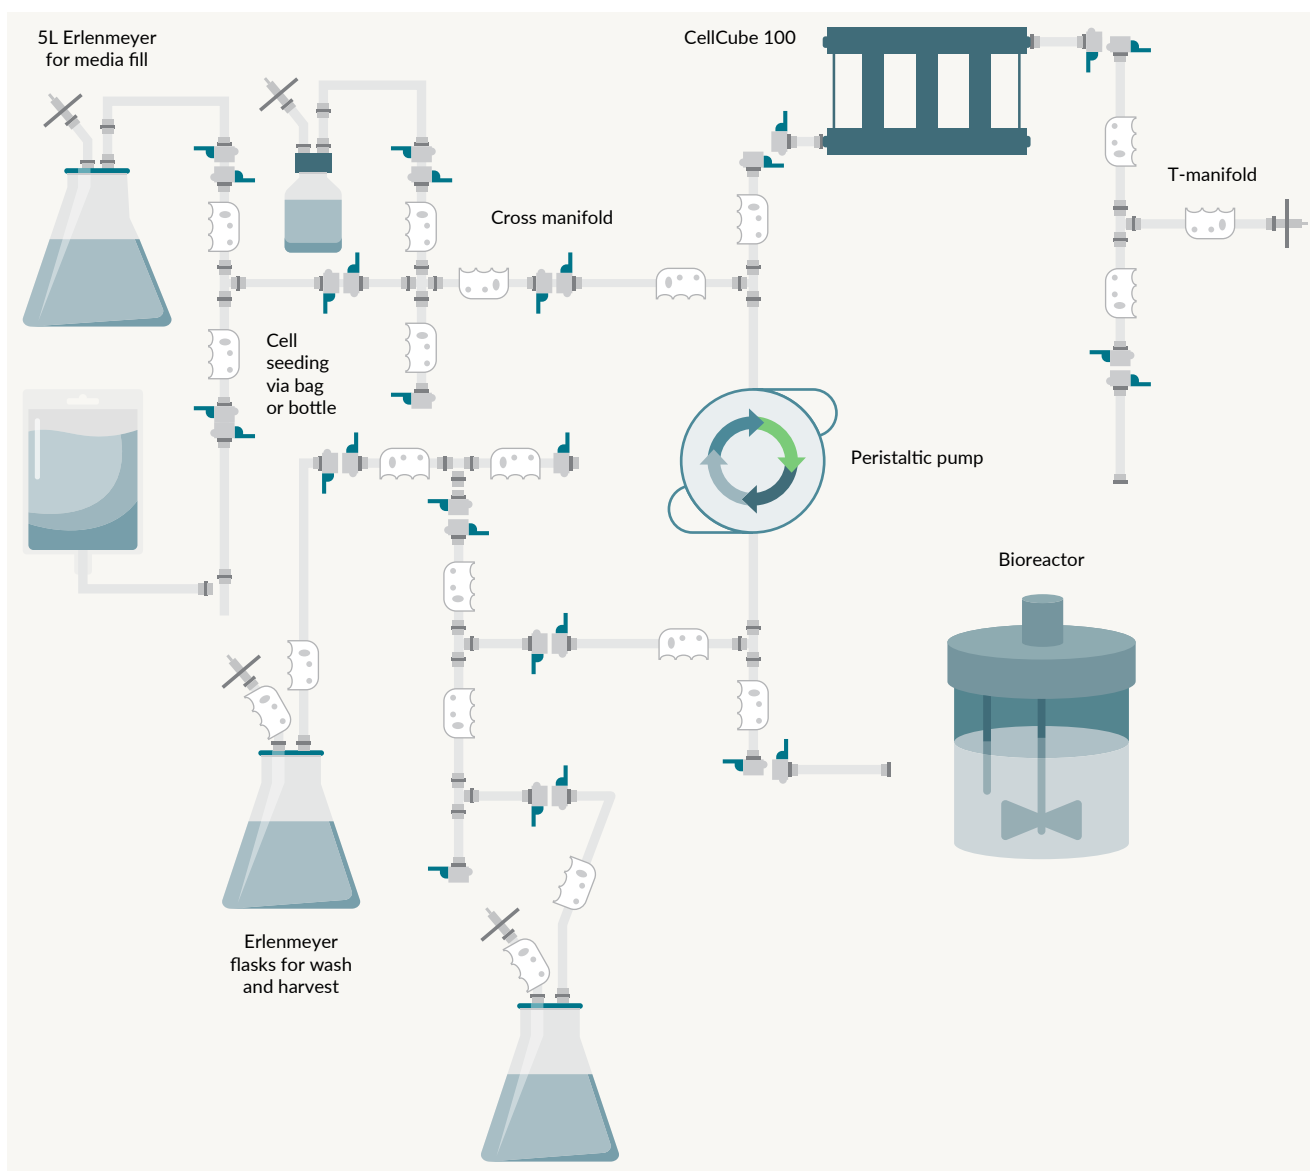 5L Erlenmeyer
for media fill
CellCube 100
T-manifold
Cross manifold
Cell
seeding
via bag
or bottle
Peristaltic pump
Bioreactor
Erlenmeyer
flasks for wash
and harvest